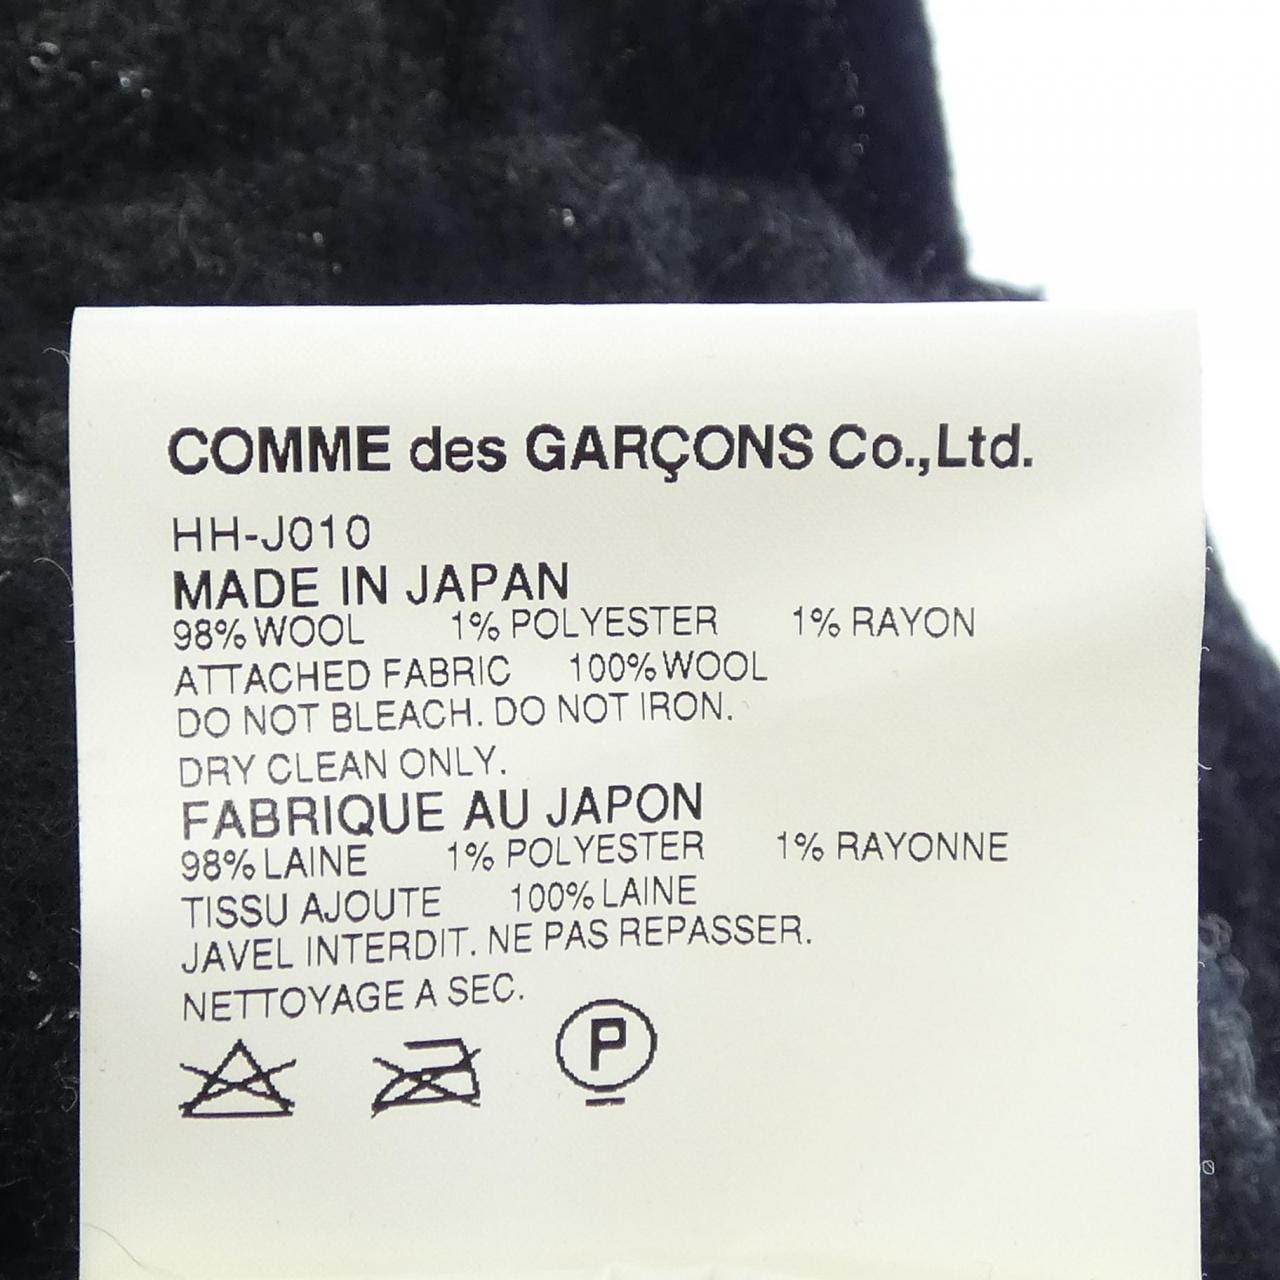 COMME des GARÇONS Co.,Ltd.
HH-J010
MADE IN JAPAN
98% WOOL 1% POLYESTER 1% RAYON
ATTACHED FABRIC 100% WOOL
DO NOT BLEACH. DO NOT IRON.
DRY CLEAN ONLY.
FABRIQUE AU JAPON
98% LAINE 1% POLYESTER 1% RAYONNE
TISSU AJOUTE 100% LAINE
JAVEL INTERDIT. NE PAS REPASSER.
NETTOYAGE A SEC.
P